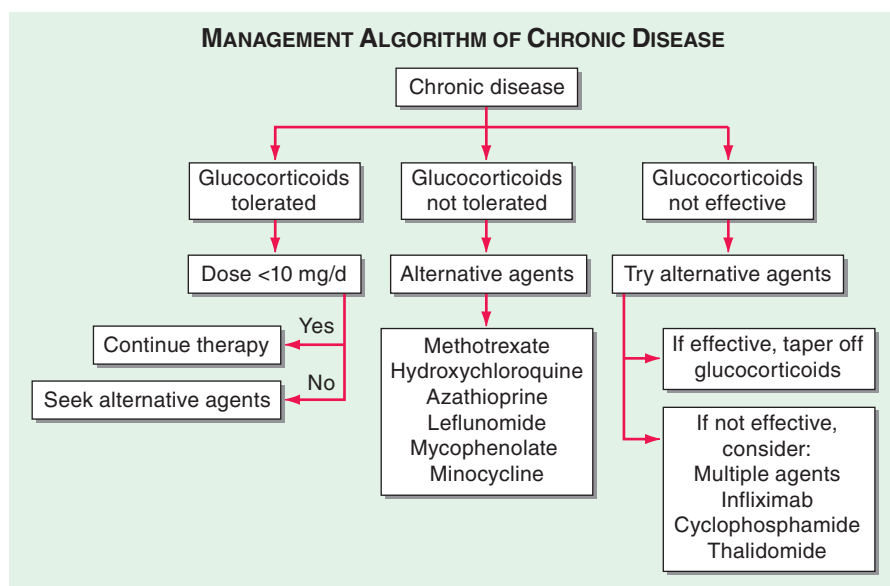 MANAGEMENT ALGORITHM OF CHRONIC DISEASE
Chronic disease
Glucocorticoids
tolerated
Glucocorticoids
not tolerated
Glucocorticoids
not effective
Dose <10 mg/d
Alternative agents
Try alternative agents
Yes
Continue therapy
No
Seek alternative agents
Methotrexate
Hydroxychloroquine
Azathioprine
Leflunomide
Mycophenolate
Minocycline
If effective, taper off
glucocorticoids
If not effective,
consider:
Multiple agents
Infliximab
Cyclophosphamide
Thalidomide